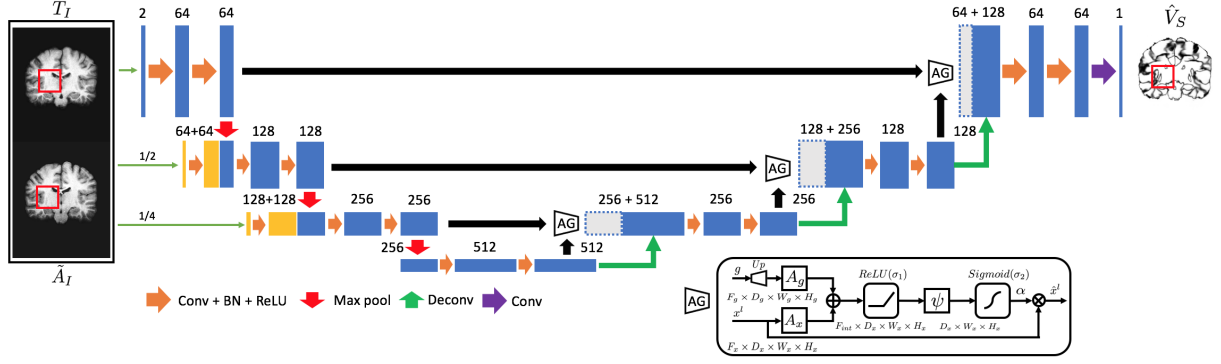 T_I
Ã_I
2
64
64
64+64
128
128
128+128
256
256
256
512
512
1/2
1/4
AG
256 + 512
256
256
AG
128 + 256
128
128
AG
64 + 128
64
64
1
V̂_S
Conv + BN + ReLU
Max pool
Deconv
Conv
AG
g
Up
A_g
F_g × D_g × W_g × H_g
x^l
A_x
F_x × D_x × W_x × H_x
ReLU(σ_1)
F_int × D_x × W_x × H_x
ψ
Sigmoid(σ_2)
D_x × W_x × H_x
α
x̂^l